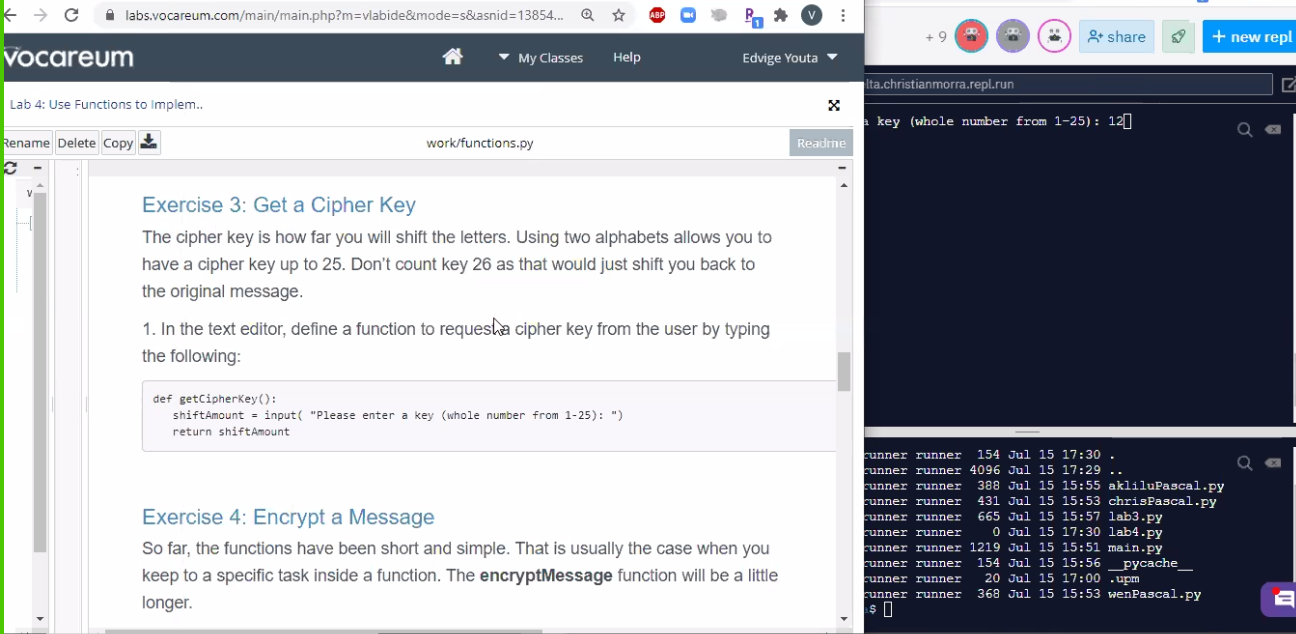 labs.vocareum.com/main/main.php?m=vlabide&mode=s&asnid=13854...
ABP
1
V
vocareum
My Classes
Help
Edvige Youta
Lab 4: Use Functions to Implem..
Rename
Delete
Copy
work/functions.py
Readme
Exercise 3: Get a Cipher Key
The cipher key is how far you will shift the letters. Using two alphabets allows you to
have a cipher key up to 25. Don't count key 26 as that would just shift you back to
the original message.
1. In the text editor, define a function to request a cipher key from the user by typing
the following:
def getCipherKey():
shiftAmount = input( "Please enter a key (whole number from 1-25): ")
return shiftAmount
Exercise 4: Encrypt a Message
So far, the functions have been short and simple. That is usually the case when you
keep to a specific task inside a function. The encryptMessage function will be a little
longer.
+ 9
share
+ new repl
lta.christianmorra.repl.run
a key (whole number from 1-25): 12
runner runner 154 Jul 15 17:30 .
runner runner 4096 Jul 15 17:29 ..
runner runner 388 Jul 15 15:55 akliluPascal.py
runner runner 431 Jul 15 15:53 chrisPascal.py
runner runner 665 Jul 15 15:57 lab3.py
runner runner 0 Jul 15 17:30 lab4.py
runner runner 1219 Jul 15 15:51 main.py
runner runner 154 Jul 15 15:56 __pycache__
runner runner 20 Jul 15 17:00 .upm
runner runner 368 Jul 15 15:53 wenPascal.py
$